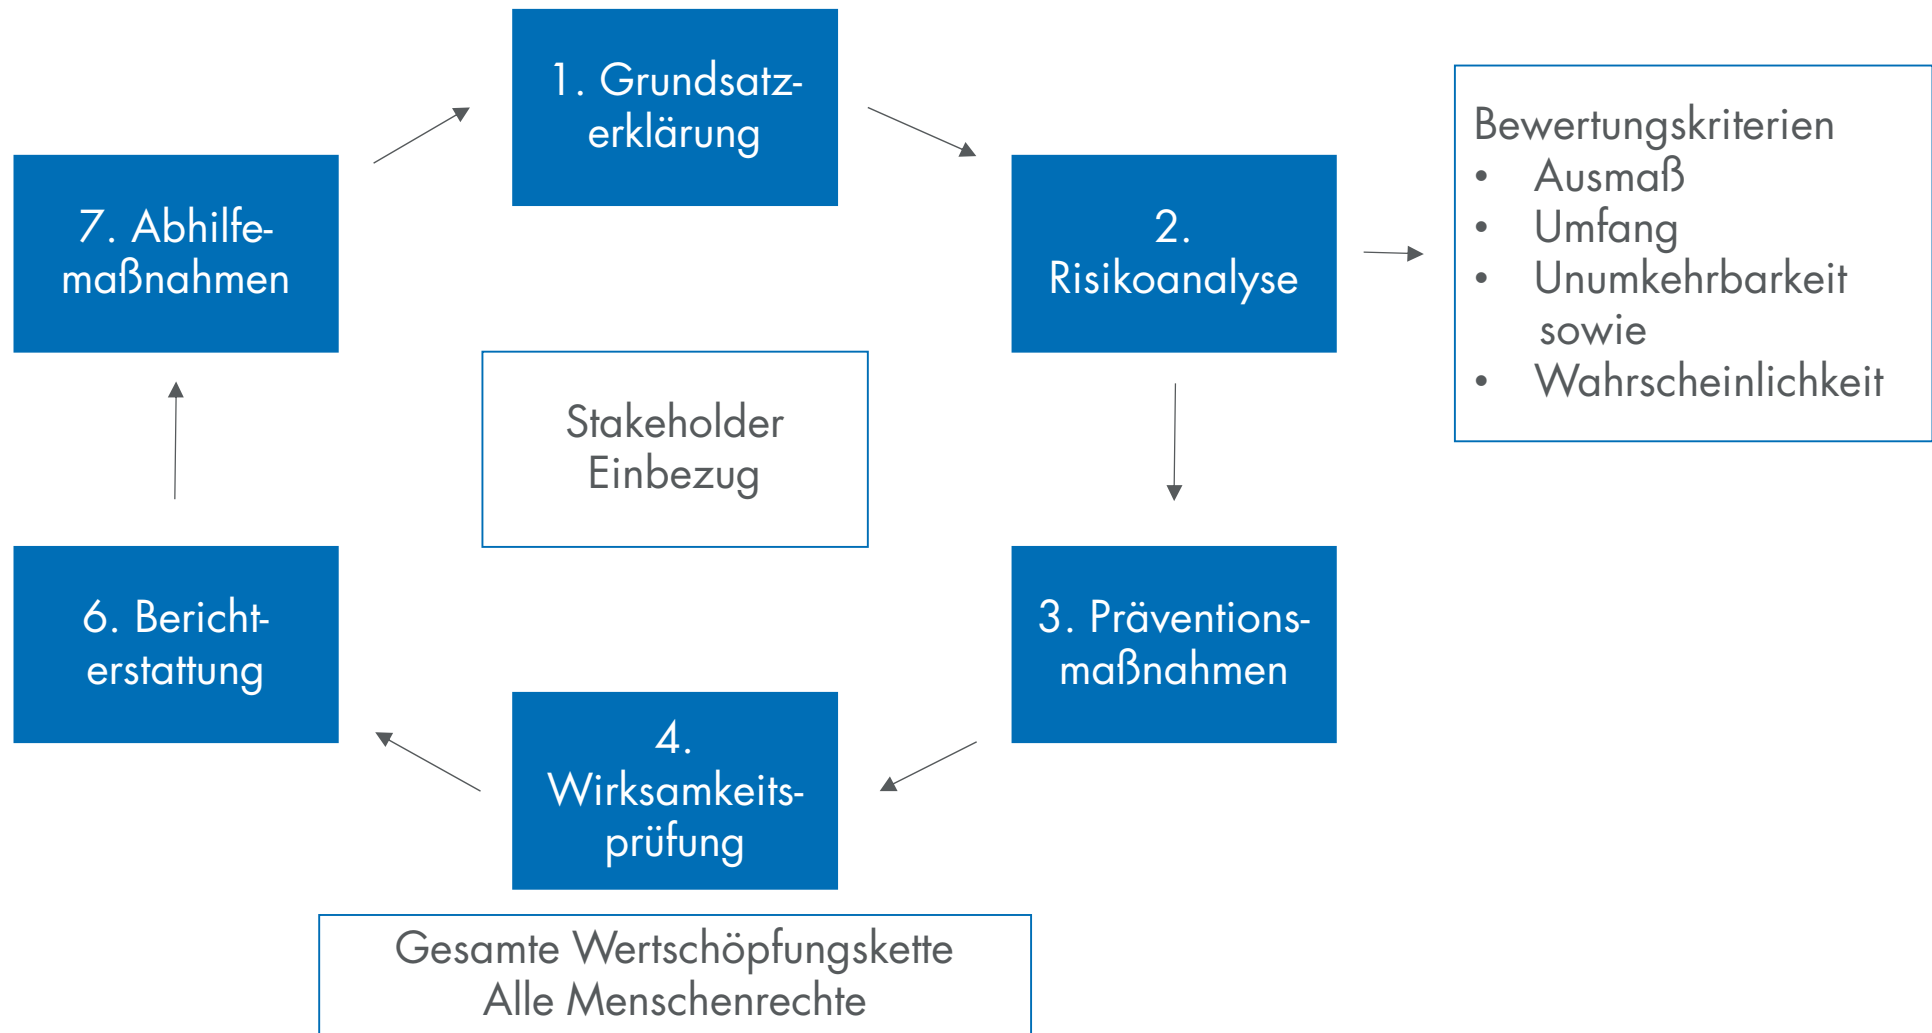 1. Grundsatz-
erklärung
2.
Risikoanalyse
Bewertungskriterien
• Ausmaß
• Umfang
• Unumkehrbarkeit
sowie
• Wahrscheinlichkeit
3. Präventions-
maßnahmen
4.
Wirksamkeits-
prüfung
6. Bericht-
erstattung
7. Abhilfe-
maßnahmen
Stakeholder
Einbezug
Gesamte Wertschöpfungskette
Alle Menschenrechte